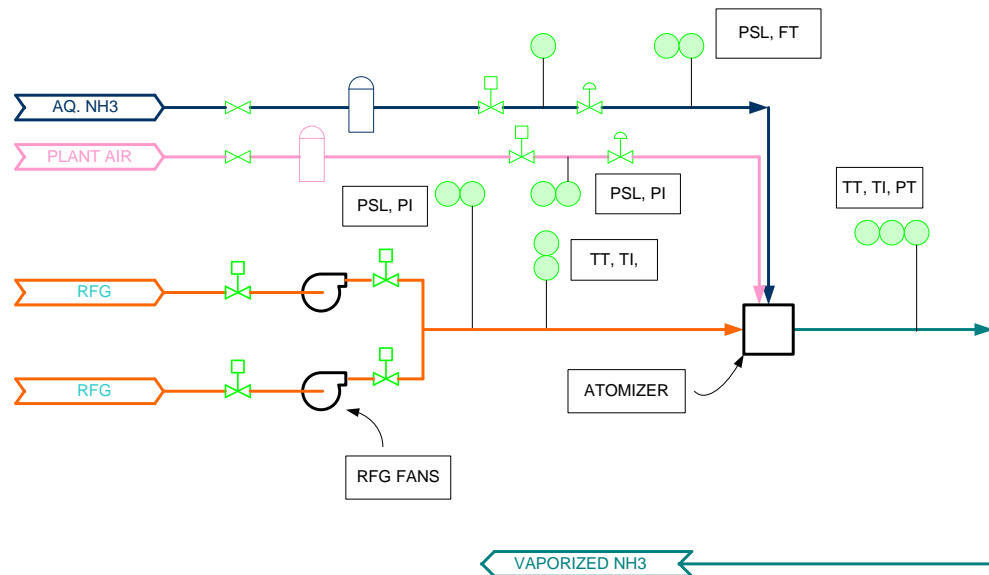 PSL, FT
AQ. NH3
PLANT AIR
PSL, PI
PSL, PI
TT, TI, PT
TT, TI,
RFG
RFG
ATOMIZER
RFG FANS
VAPORIZED NH3